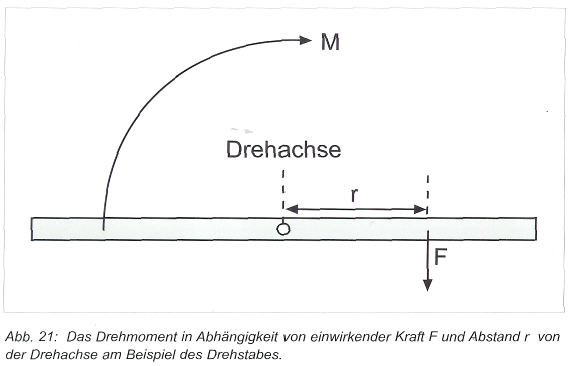 M
Drehachse
r
F
Abb. 21: Das Drehmoment in Abhängigkeit von einwirkender Kraft F und Abstand r von
der Drehachse am Beispiel des Drehstabes.